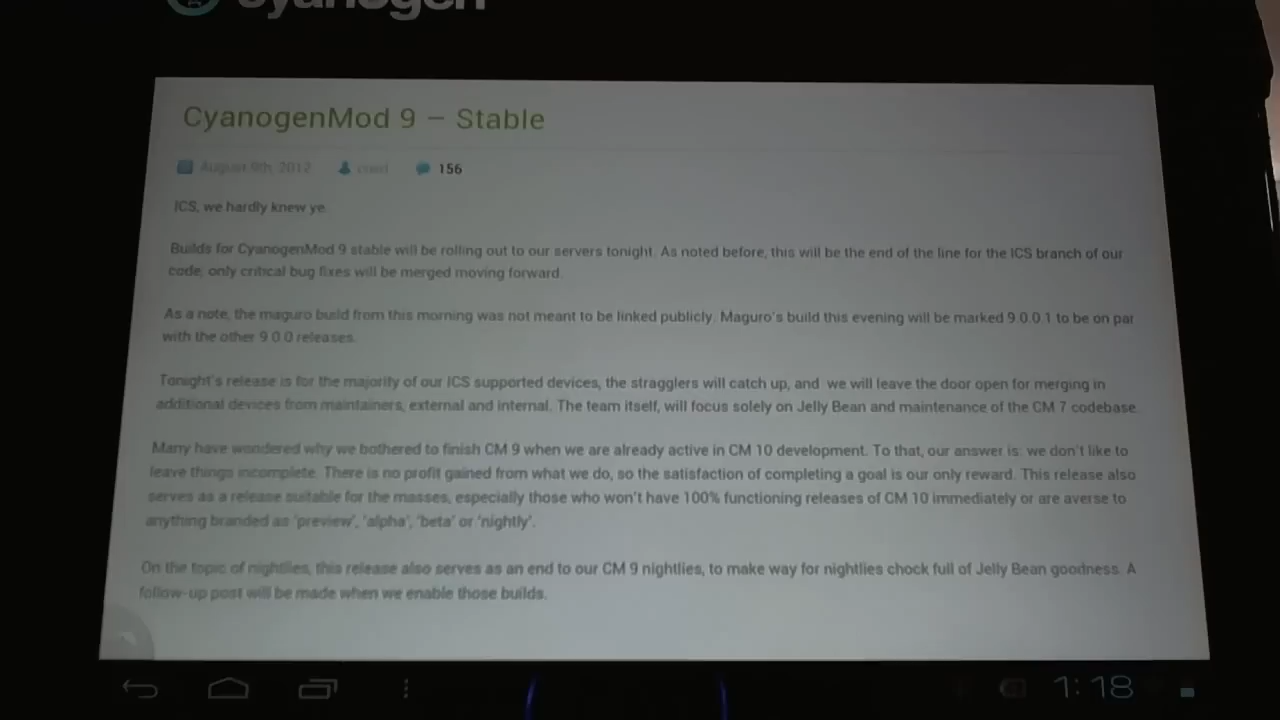 cyanogen
CyanogenMod 9 – Stable
August 9th, 2012 156
ICS, we hardly knew ye.
Builds for CyanogenMod 9 stable will be rolling out to our servers tonight. As noted before, this will be the end of the line for the ICS branch of our
code; only critical bug fixes will be merged moving forward.
As a note, the maguro build from this morning was not meant to be linked publicly. Maguro's build this evening will be marked 9.0.0.1 to be on par
with the other 9.0.0 releases.
Tonight's release is for the majority of our ICS supported devices, the stragglers will catch up, and we will leave the door open for merging in
additional devices from maintainers, external and internal. The team itself, will focus solely on Jelly Bean and maintenance of the CM 7 codebase.
Many have wondered why we bothered to finish CM 9 when we are already active in CM 10 development. To that, our answer is: we don't like to
leave things incomplete. There is no profit gained from what we do, so the satisfaction of completing a goal is our only reward. This release also
serves as a release suitable for the masses, especially those who won't have 100% functioning releases of CM 10 immediately or are averse to
anything branded as 'preview', 'alpha', 'beta' or 'nightly'.
On the topic of nightlies, this release also serves as an end to our CM 9 nightlies, to make way for nightlies chock full of Jelly Bean goodness. A
follow-up post will be made when we enable those builds.
1:18